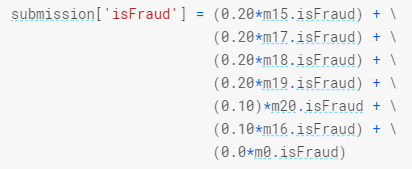 submission['isFraud'] = (0.20*m15.isFraud) + \
(0.20*m17.isFraud) + \
(0.20*m18.isFraud) + \
(0.20*m19.isFraud) + \
(0.10)*m20.isFraud + \
(0.10*m16.isFraud) + \
(0.0*m0.isFraud)